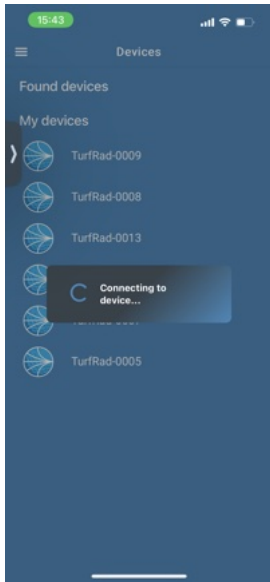 15:43
Devices
Found devices
My devices
TurfRad-0009
TurfRad-0008
TurfRad-0013
Connecting to
device...
TurfRad-0005